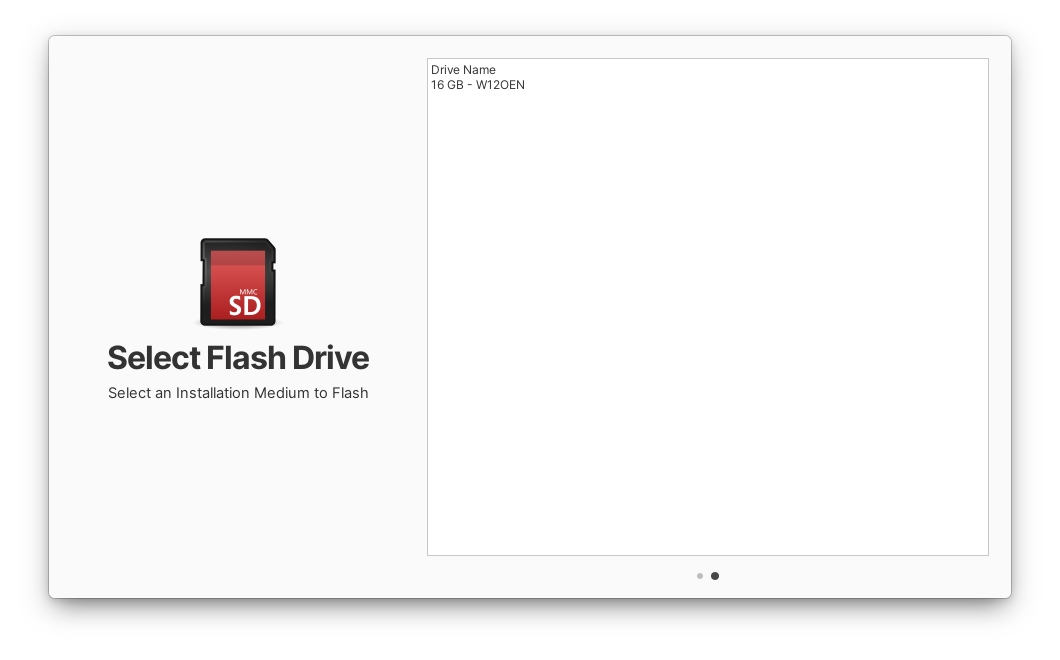 MMC
SD
Select Flash Drive
Select an Installation Medium to Flash
Drive Name
16 GB - W12OEN